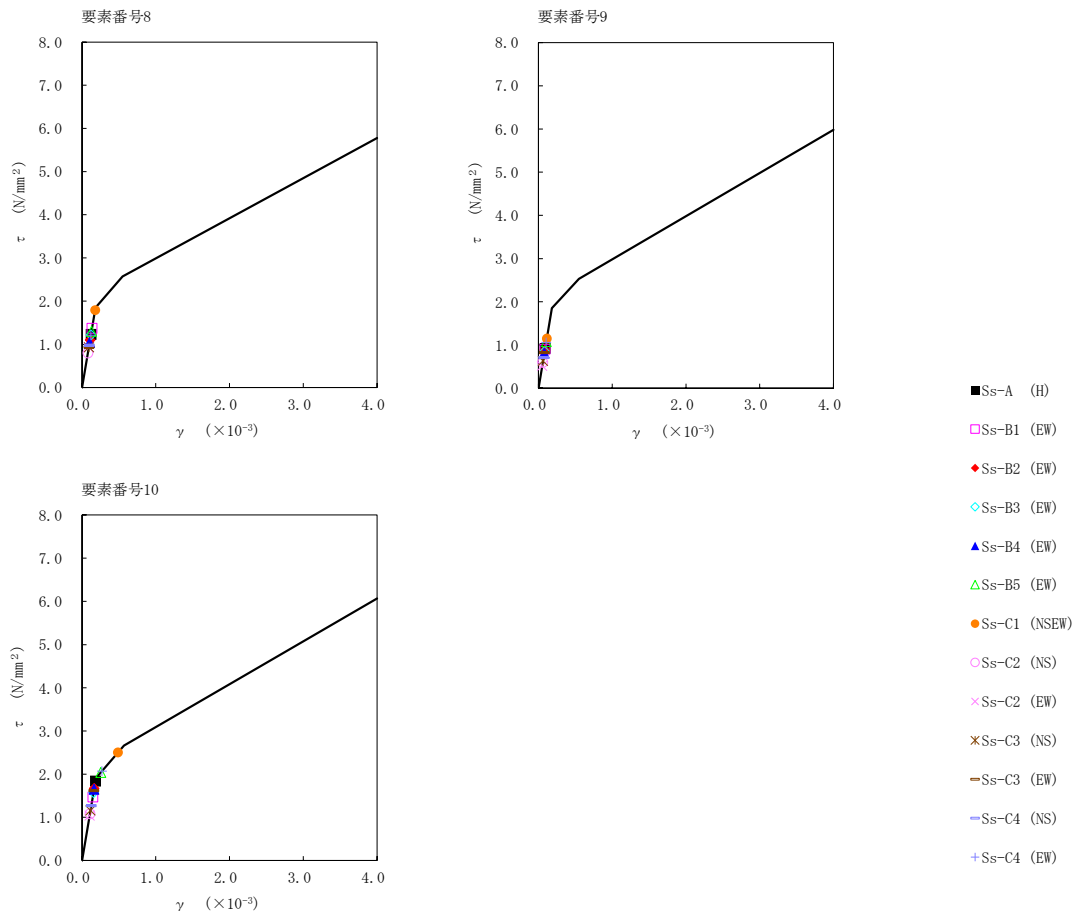 要素番号8
8.0
7.0
6.0
5.0
4.0
3.0
2.0
1.0
0.0
τ (N/mm²)
0.0 1.0 2.0 3.0 4.0
γ (×10⁻³)
要素番号9
8.0
7.0
6.0
5.0
4.0
3.0
2.0
1.0
0.0
τ (N/mm²)
0.0 1.0 2.0 3.0 4.0
γ (×10⁻³)
要素番号10
8.0
7.0
6.0
5.0
4.0
3.0
2.0
1.0
0.0
τ (N/mm²)
0.0 1.0 2.0 3.0 4.0
γ (×10⁻³)
Ss-A (H)
Ss-B1 (EW)
Ss-B2 (EW)
Ss-B3 (EW)
Ss-B4 (EW)
Ss-B5 (EW)
Ss-C1 (NSEW)
Ss-C2 (NS)
Ss-C2 (EW)
Ss-C3 (NS)
Ss-C3 (EW)
Ss-C4 (NS)
Ss-C4 (EW)